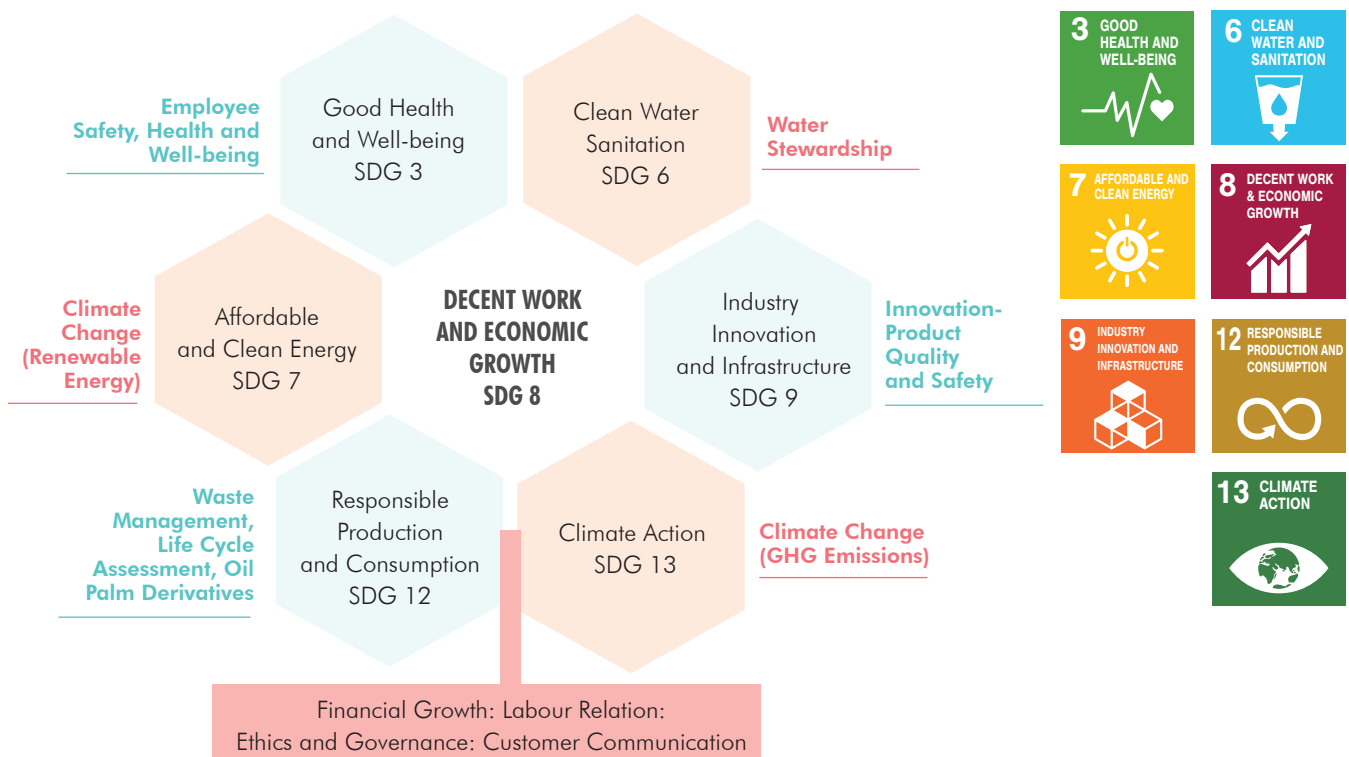 Employee
Safety, Health and
Well-being
Good Health
and Well-being
SDG 3
Clean Water
Sanitation
SDG 6
Water
Stewardship
Climate
Change
(Renewable
Energy)
Affordable
and Clean Energy
SDG 7
DECENT WORK
AND ECONOMIC
GROWTH
SDG 8
Industry
Innovation
and Infrastructure
SDG 9
Innovation-
Product
Quality
and Safety
Waste
Management,
Life Cycle
Assessment, Oil
Palm Derivatives
Responsible
Production
and Consumption
SDG 12
Climate Action
SDG 13
Climate Change
(GHG Emissions)
Financial Growth: Labour Relation:
Ethics and Governance: Customer Communication
3 GOOD
HEALTH AND
WELL-BEING
6 CLEAN
WATER AND
SANITATION
7 AFFORDABLE AND
CLEAN ENERGY
8 DECENT WORK
& ECONOMIC
GROWTH
9 INDUSTRY
INNOVATION AND
INFRASTRUCTURE
12 RESPONSIBLE
PRODUCTION AND
CONSUMPTION
13 CLIMATE
ACTION